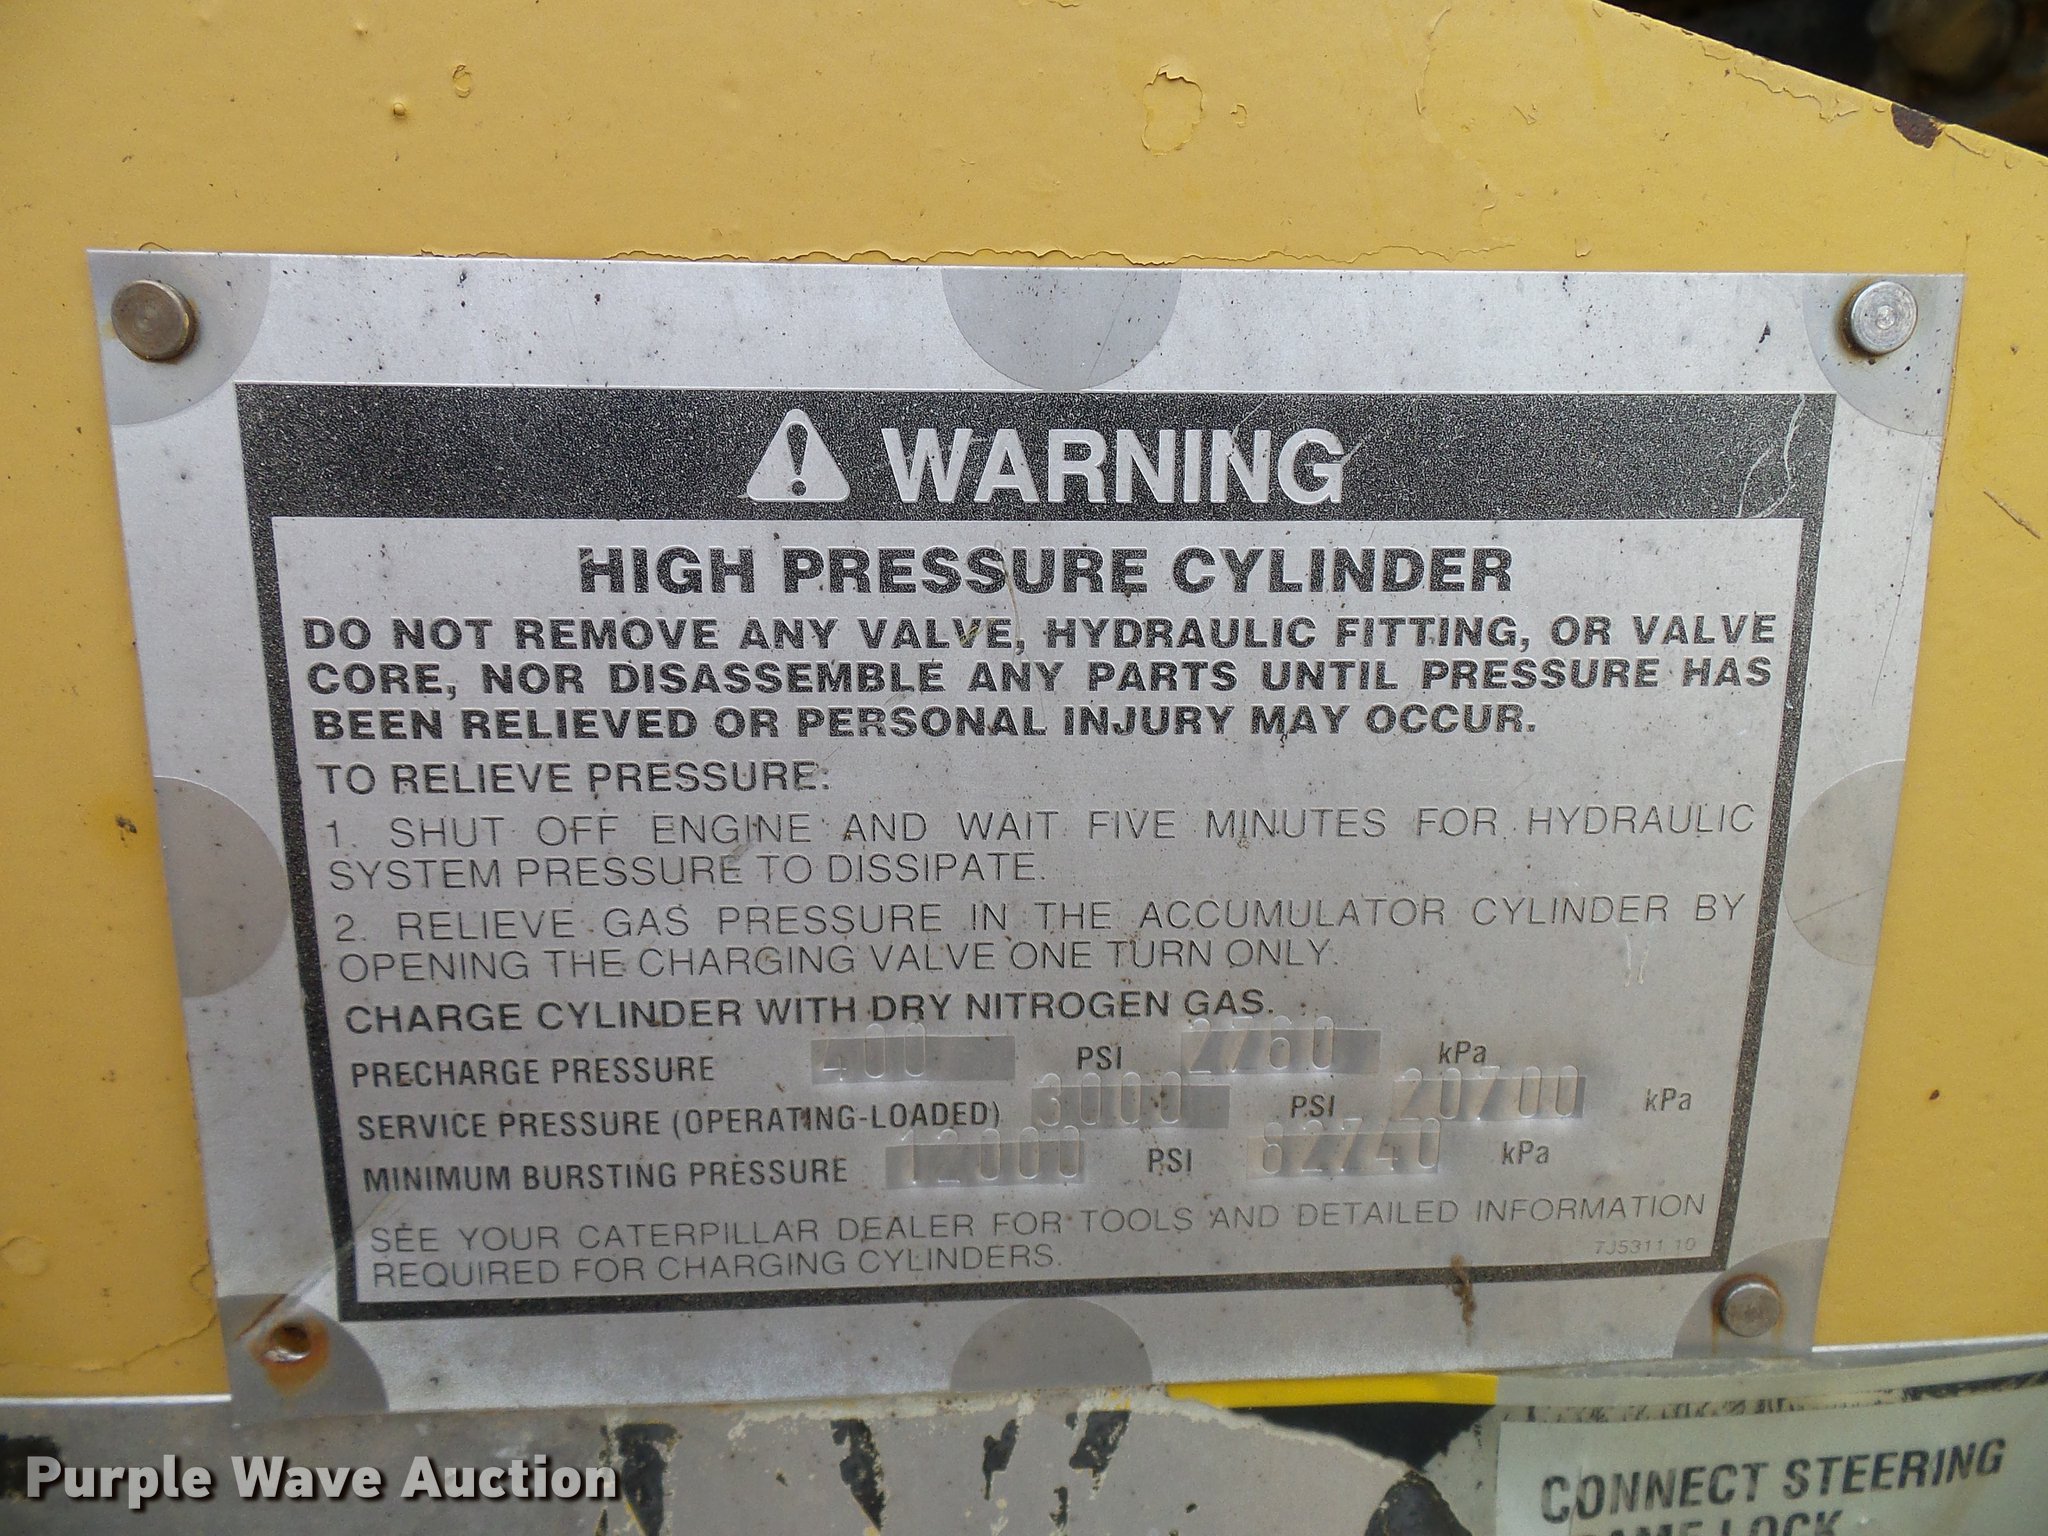 WARNING
HIGH PRESSURE CYLINDER
DO NOT REMOVE ANY VALVE, HYDRAULIC FITTING, OR VALVE
CORE, NOR DISASSEMBLE ANY PARTS UNTIL PRESSURE HAS
BEEN RELIEVED OR PERSONAL INJURY MAY OCCUR.
TO RELIEVE PRESSURE:
1. SHUT OFF ENGINE AND WAIT FIVE MINUTES FOR HYDRAULIC
SYSTEM PRESSURE TO DISSIPATE.
2. RELIEVE GAS PRESSURE IN THE ACCUMULATOR CYLINDER BY
OPENING THE CHARGING VALVE ONE TURN ONLY.
CHARGE CYLINDER WITH DRY NITROGEN GAS.
PRECHARGE PRESSURE 400 PSI 2760 kPa
SERVICE PRESSURE (OPERATING-LOADED) 3000 PSI 20700 kPa
MINIMUM BURSTING PRESSURE 12000 PSI 82740 kPa
SEE YOUR CATERPILLAR DEALER FOR TOOLS AND DETAILED INFORMATION
REQUIRED FOR CHARGING CYLINDERS.
7J5311 10
CONNECT STEERING
FRAME LOCK
Purple Wave Auction